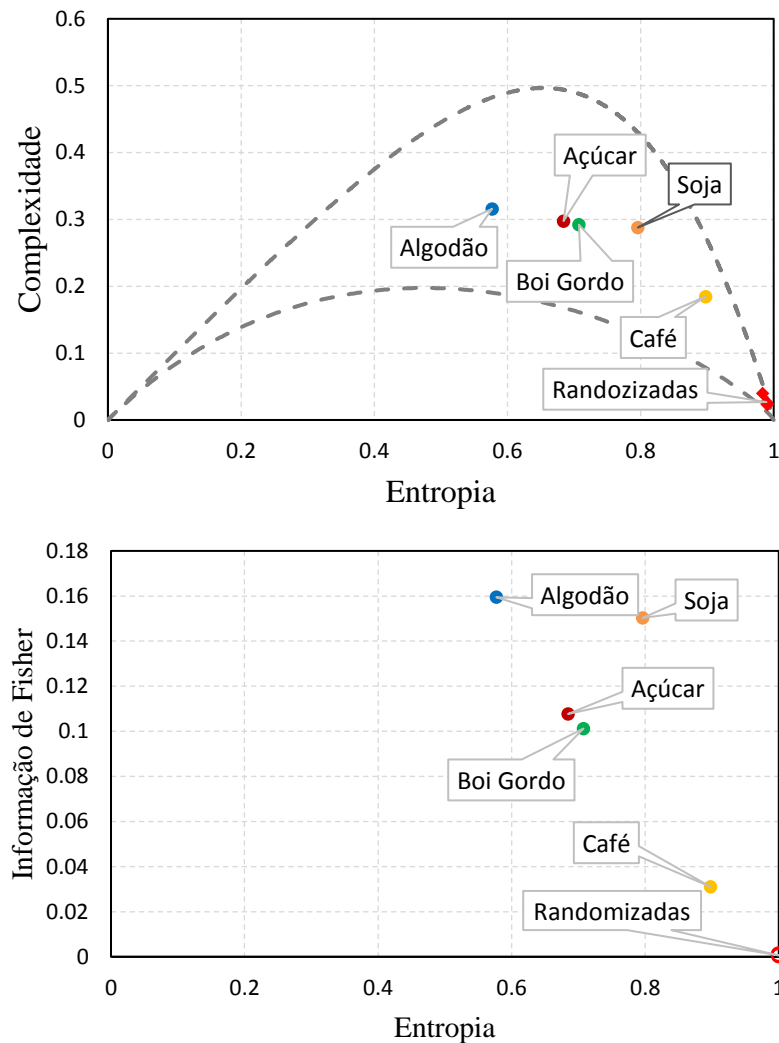 0.6
0.5
0.4
0.3
0.2
0.1
0
Complexidade
Açúcar
Soja
Algodão
Boi Gordo
Café
Randozizadas
0
0.2
0.4
0.6
0.8
1
Entropia
0.18
0.16
0.14
0.12
0.1
0.08
0.06
0.04
0.02
0
Informação de Fisher
Algodão
Soja
Açúcar
Boi Gordo
Café
Randomizadas
0
0.2
0.4
0.6
0.8
1
Entropia